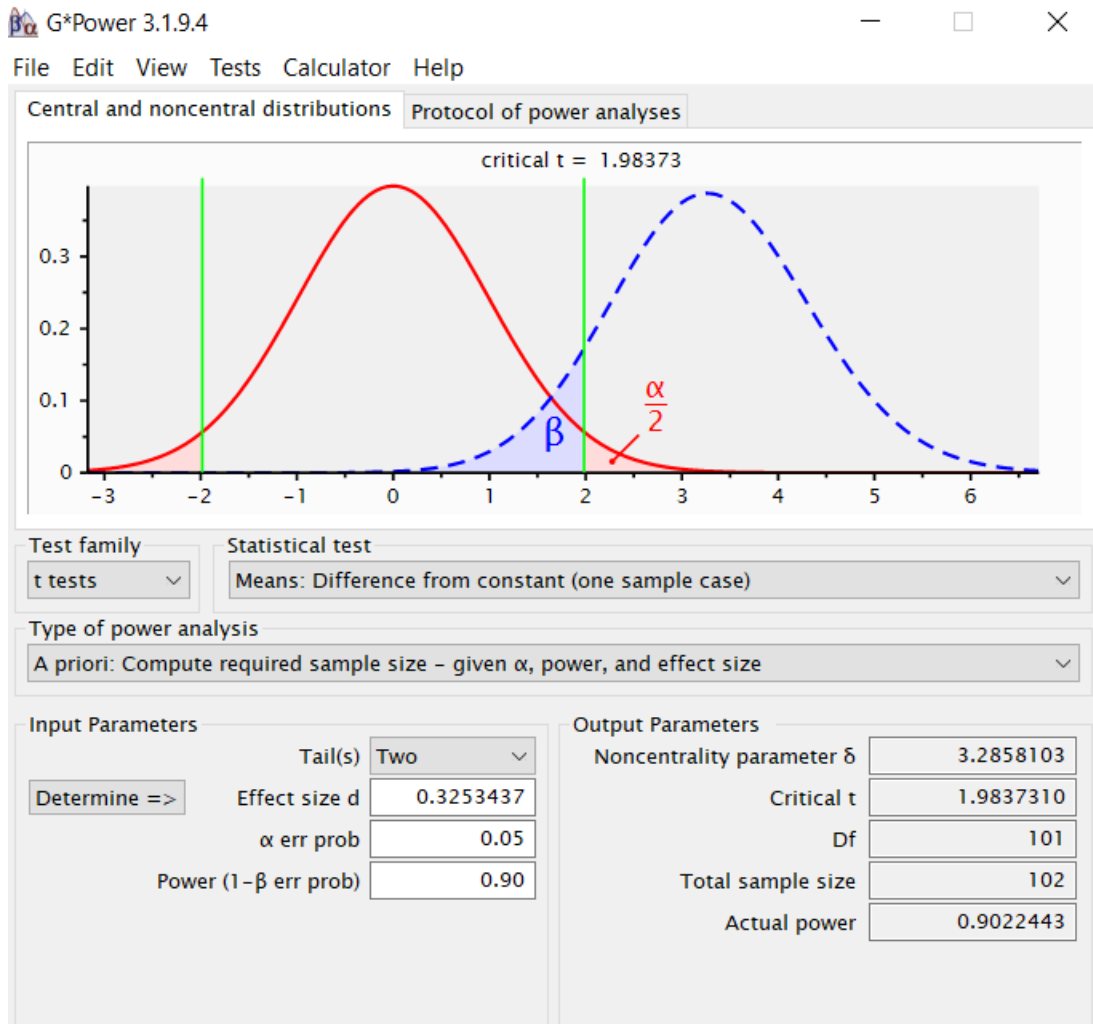 G*Power 3.1.9.4
File Edit View Tests Calculator Help
Central and noncentral distributions Protocol of power analyses
critical t = 1.98373
0.3
0.2
0.1
0
α
2
β
-3 -2 -1 0 1 2 3 4 5 6
Test family Statistical test
t tests Means: Difference from constant (one sample case)
Type of power analysis
A priori: Compute required sample size – given α, power, and effect size
Input Parameters Output Parameters
Tail(s) Two Noncentrality parameter δ 3.2858103
Determine => Effect size d 0.3253437 Critical t 1.9837310
α err prob 0.05 Df 101
Power (1-β err prob) 0.90 Total sample size 102
Actual power 0.9022443